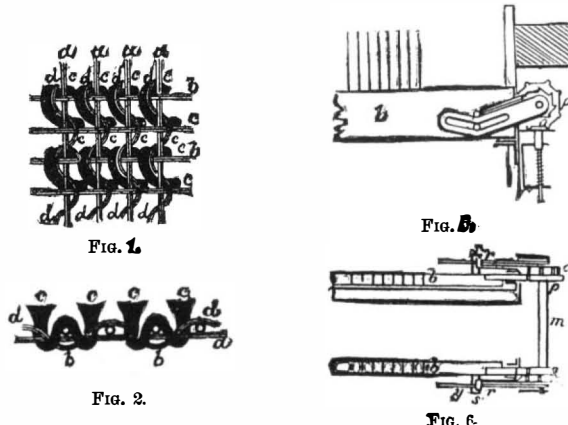 a a a a
d c d c d c d c
b
c
c c c
b
c
d d d d
FIG. 1.
c c c c
d d
d
b b
FIG. 2.
b
FIG. 5.
b
m
d s r
FIG. 6.